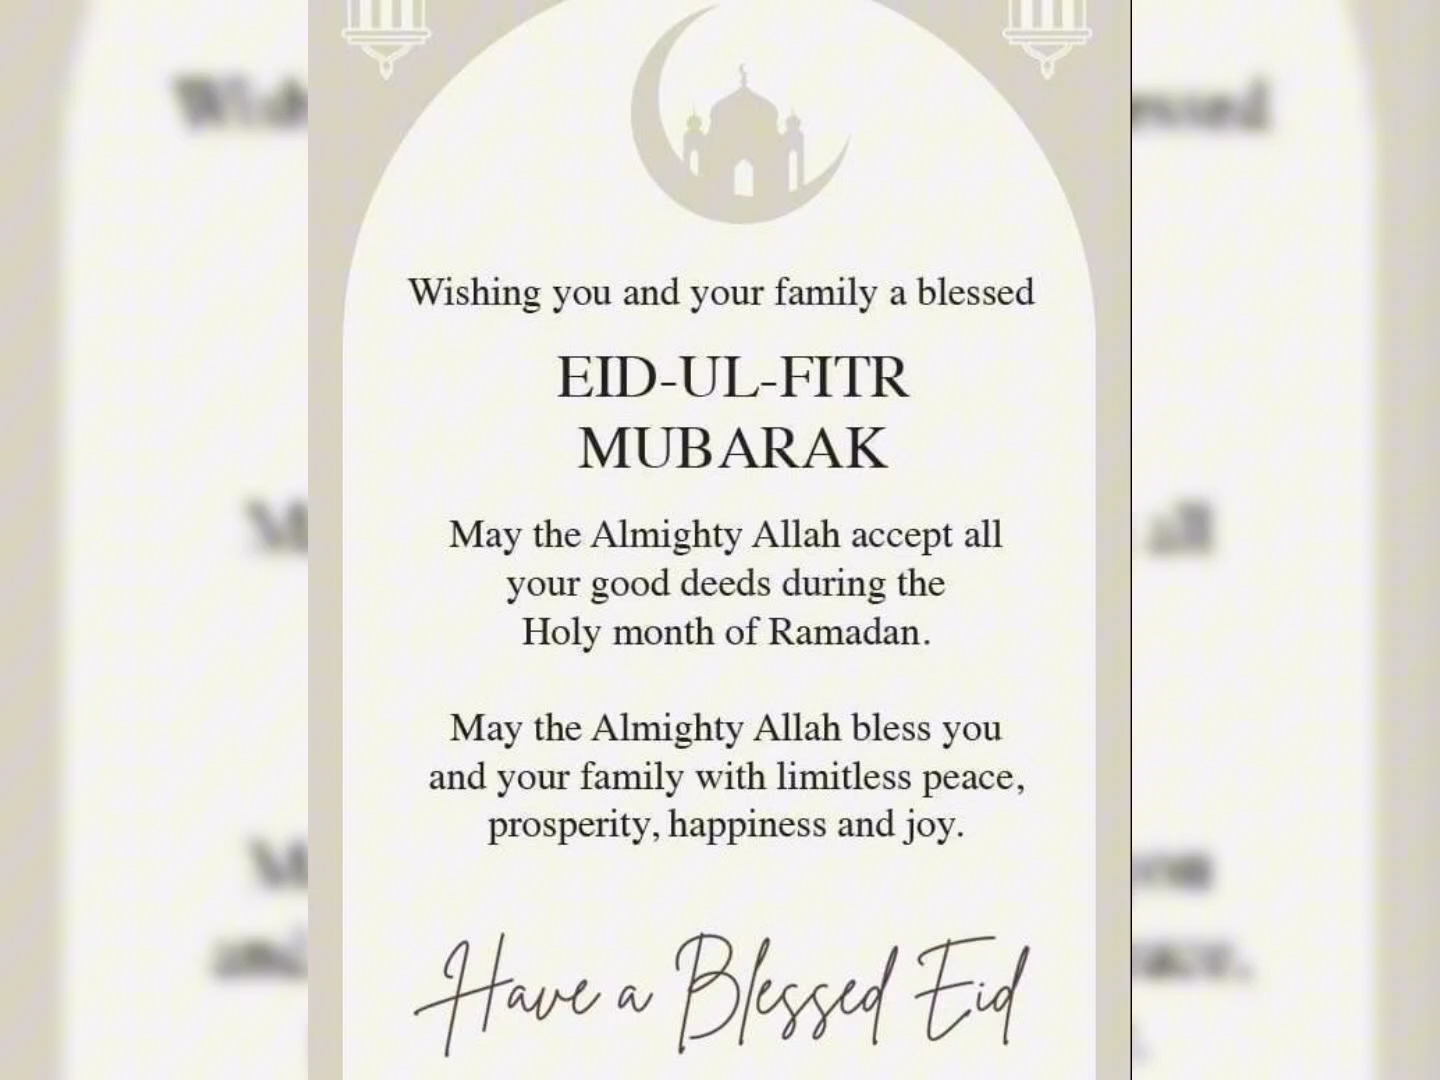 Wishing you and your family a blessed
EID-UL-FITR
MUBARAK
May the Almighty Allah accept all
your good deeds during the
Holy month of Ramadan.
May the Almighty Allah bless you
and your family with limitless peace,
prosperity, happiness and joy.
Have a Blessed Eid